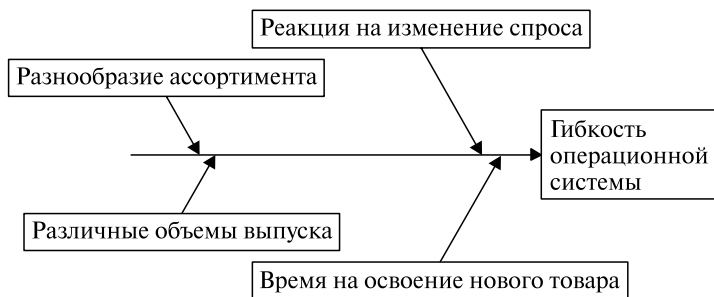 Реакция на изменение спроса
Разнообразие ассортимента
Гибкость
операционной
системы
Различные объемы выпуска
Время на освоение нового товара